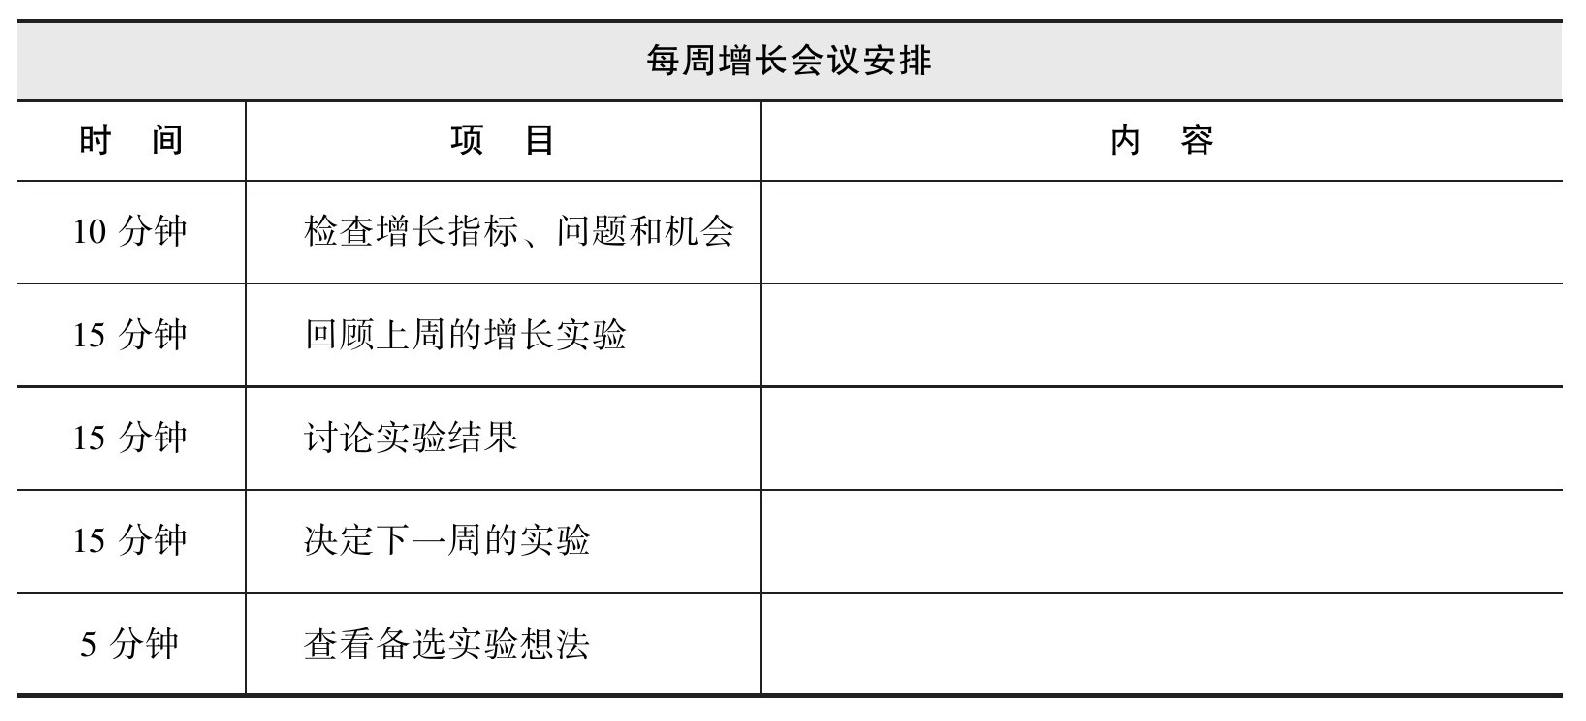 每周增长会议安排
时 间 项 目 内 容
10 分钟 检查增长指标、问题和机会
15 分钟 回顾上周的增长实验
15 分钟 讨论实验结果
15 分钟 决定下一周的实验
5 分钟 查看备选实验想法